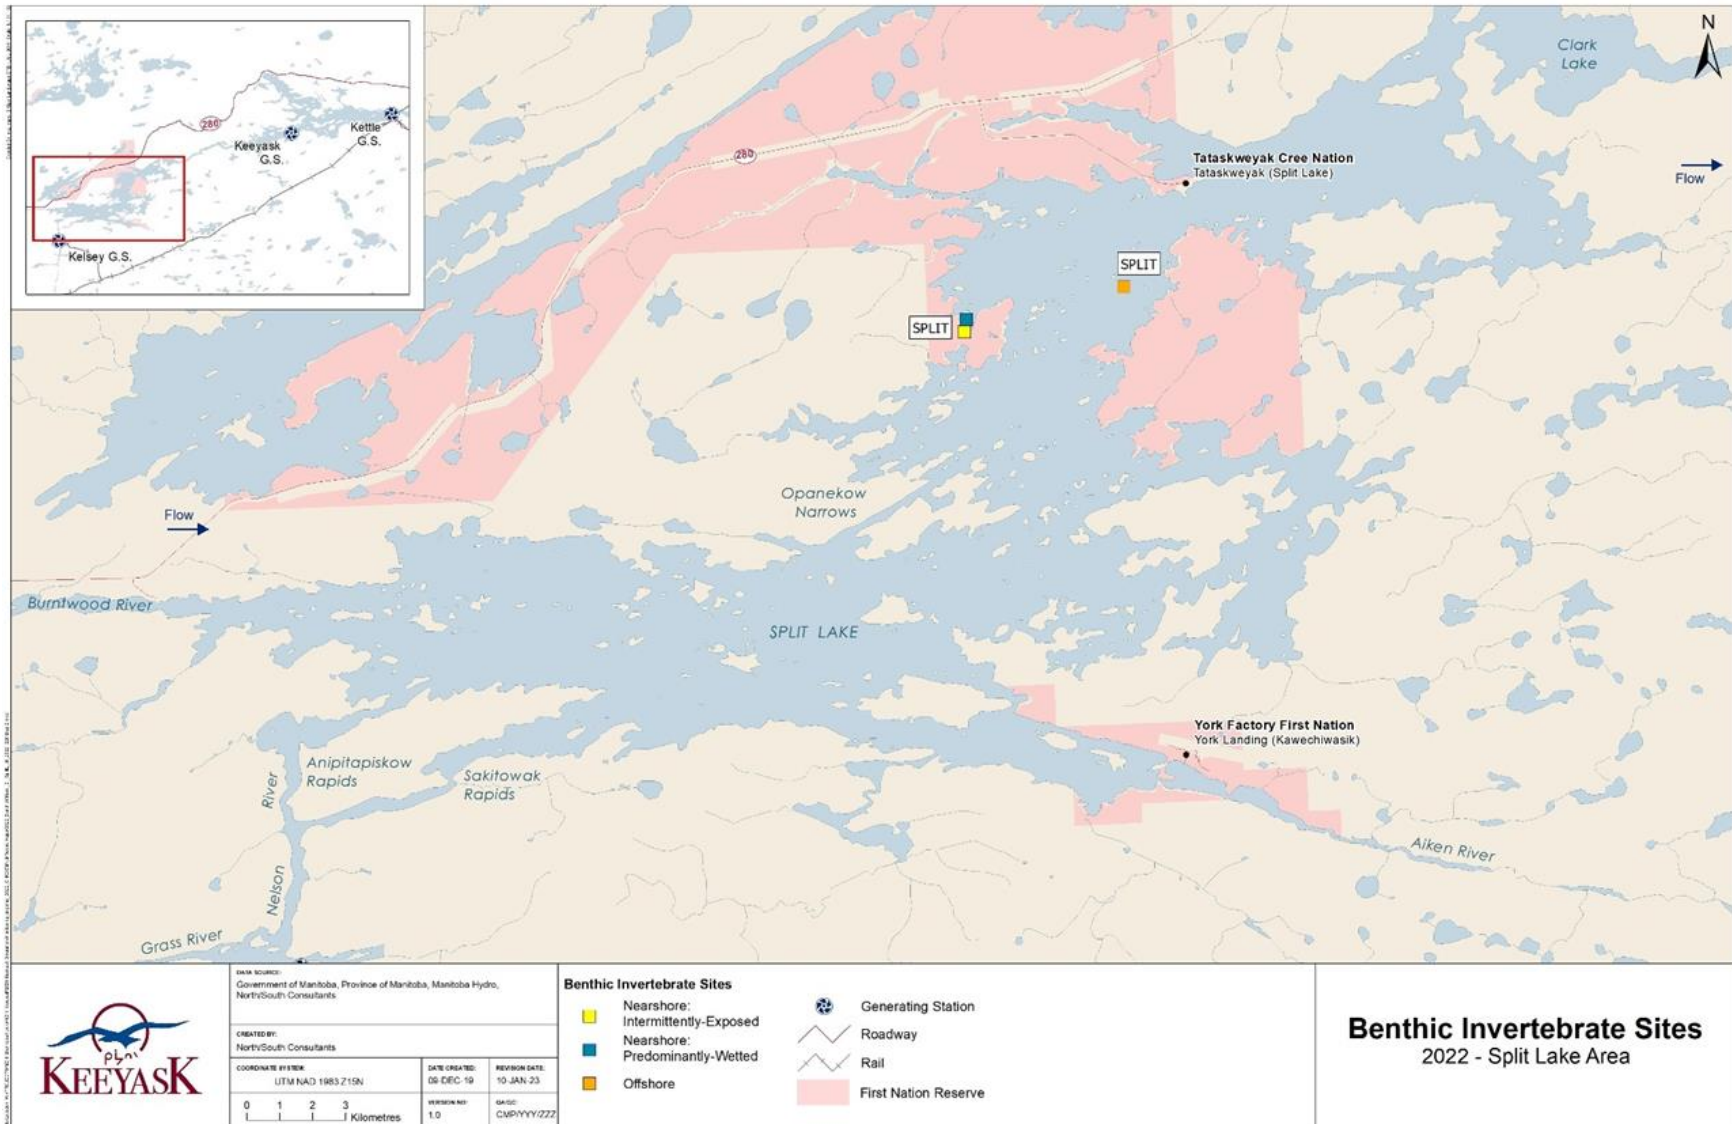 280
Keeyask
G.S.
Kettle
G.S.
Kelsey G.S.
N
Clark
Lake
280
Tataskweyak Cree Nation
Tataskweyak (Split Lake)
Flow
SPLIT
SPLIT
Opanekow
Narrows
Flow
Burntwood River
SPLIT LAKE
York Factory First Nation
York Landing (Kawechiwasik)
Anipitapiskow
Rapids
Sakitowak
Rapids
River
Nelson
Aiken River
Grass River
KEEYASK
DATA SOURCE:
Government of Manitoba, Province of Manitoba, Manitoba Hydro,
North/South Consultants
CREATED BY:
North/South Consultants
COORDINATE SYSTEM:
UTM NAD 1983 Z15N
DATE CREATED:
09-DEC-19
REVISION DATE:
10-JAN-23
0 1 2 3 Kilometres
VERSION NO:
1.0
QA/QC:
CMP/YYY/ZZZ
Benthic Invertebrate Sites
Nearshore:
Intermittently-Exposed
Nearshore:
Predominantly-Wetted
Offshore
Generating Station
Roadway
Rail
First Nation Reserve
Benthic Invertebrate Sites
2022 - Split Lake Area